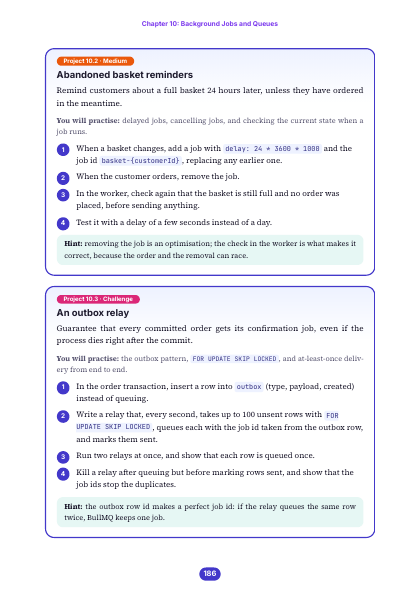 Chapter 10: Background Jobs and Queues
Project 10.2 · Medium
Abandoned basket reminders
Remind customers about a full basket 24 hours later, unless they have ordered
in the meantime.
You will practise: delayed jobs, cancelling jobs, and checking the current state when a
job runs.
1 When a basket changes, add a job with delay: 24 * 3600 * 1000 and the
job id basket-{customerId}, replacing any earlier one.
2 When the customer orders, remove the job.
3 In the worker, check again that the basket is still full and no order was
placed, before sending anything.
4 Test it with a delay of a few seconds instead of a day.
Hint: removing the job is an optimisation; the check in the worker is what makes it
correct, because the order and the removal can race.
Project 10.3 · Challenge
An outbox relay
Guarantee that every committed order gets its confirmation job, even if the
process dies right after the commit.
You will practise: the outbox pattern, FOR UPDATE SKIP LOCKED, and at-least-once deliv-
ery from end to end.
1 In the order transaction, insert a row into outbox (type, payload, created)
instead of queuing.
2 Write a relay that, every second, takes up to 100 unsent rows with FOR
UPDATE SKIP LOCKED, queues each with the job id taken from the outbox row,
and marks them sent.
3 Run two relays at once, and show that each row is queued once.
4 Kill a relay after queuing but before marking rows sent, and show that the
job ids stop the duplicates.
Hint: the outbox row id makes a perfect job id: if the relay queues the same row
twice, BullMQ keeps one job.
186